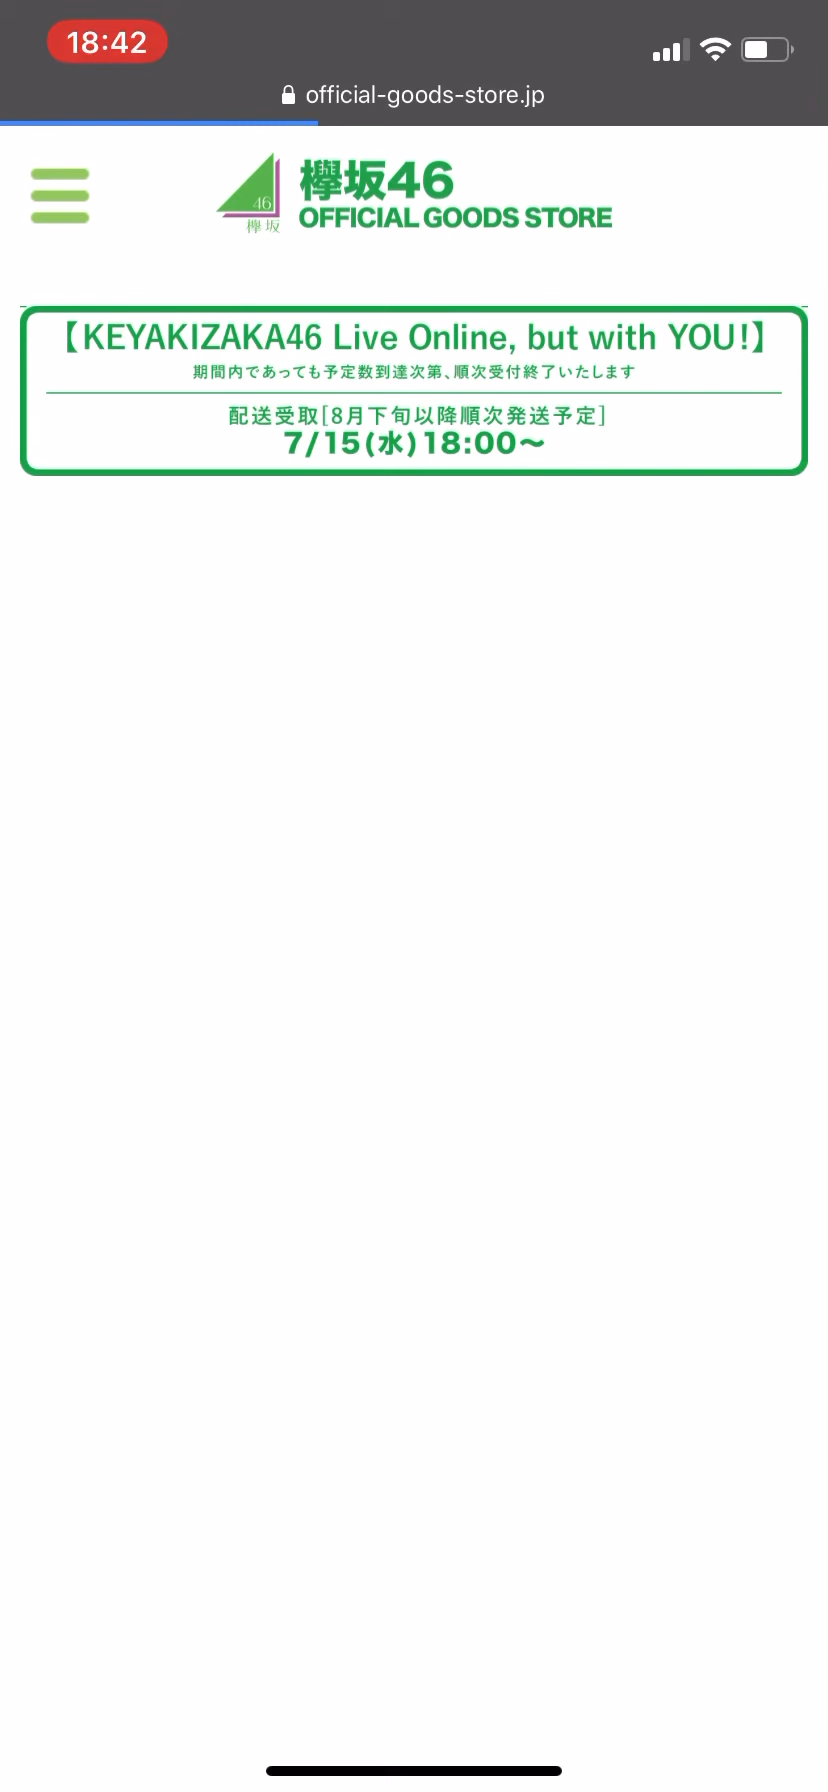 18:42
official-goods-store.jp
46
欅坂
欅坂46
OFFICIAL GOODS STORE
【KEYAKIZAKA46 Live Online, but with YOU!】
期間内であっても予定数到達次第、順次受付終了いたします
配送受取[8月下旬以降順次発送予定]
7/15(水)18:00〜